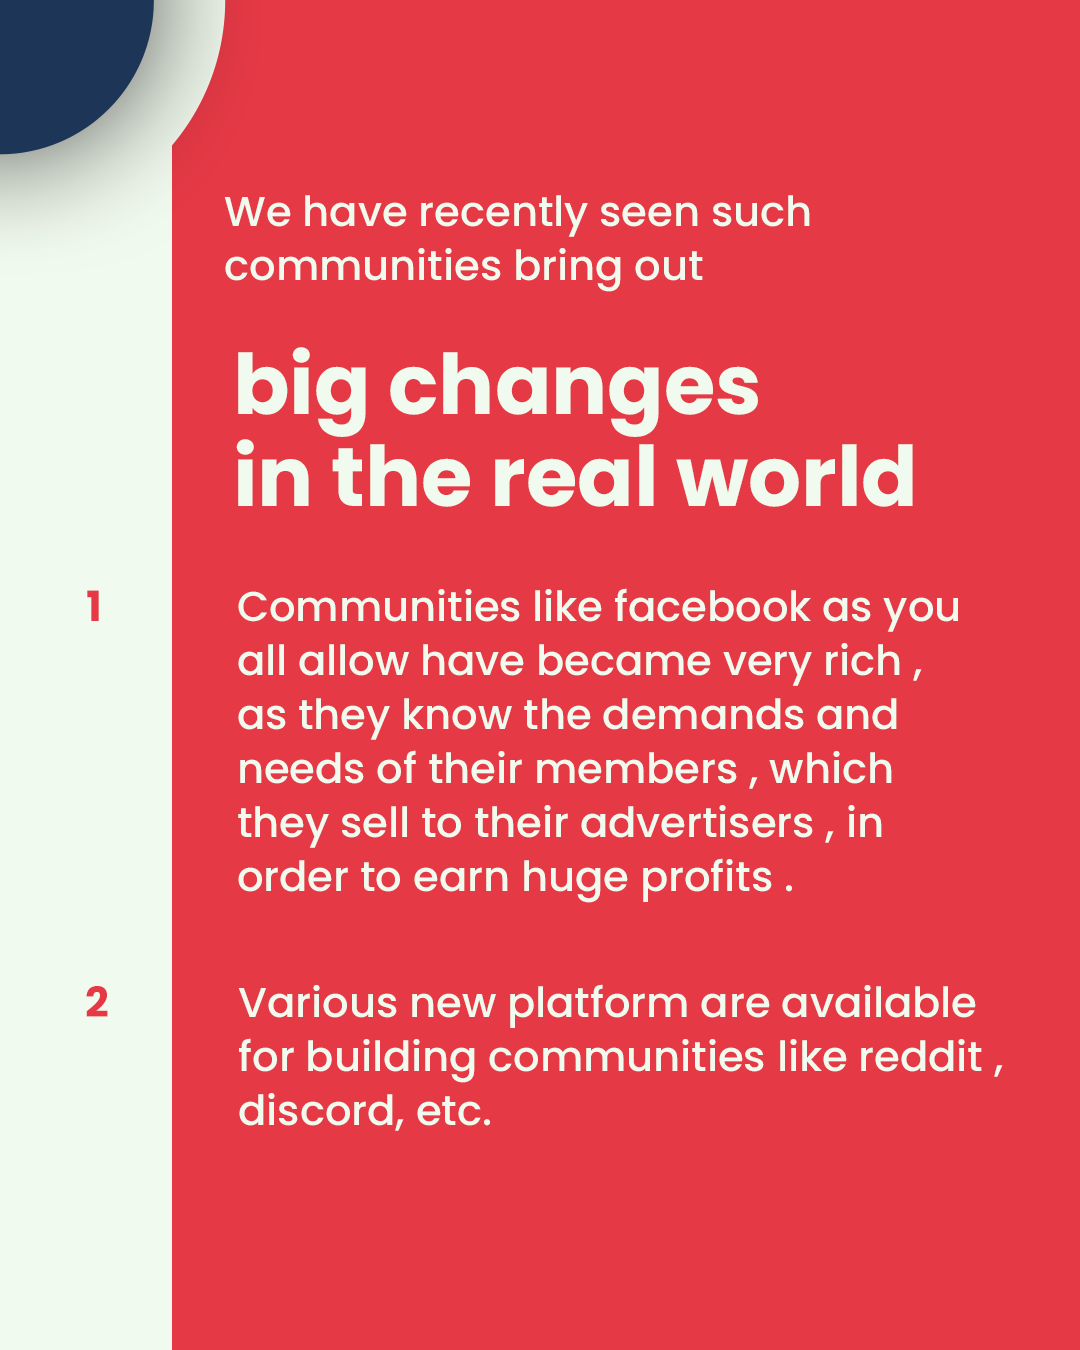 We have recently seen such
communities bring out
big changes
in the real world
1
Communities like facebook as you
all allow have became very rich ,
as they know the demands and
needs of their members , which
they sell to their advertisers , in
order to earn huge profits .
2
Various new platform are available
for building communities like reddit ,
discord, etc.